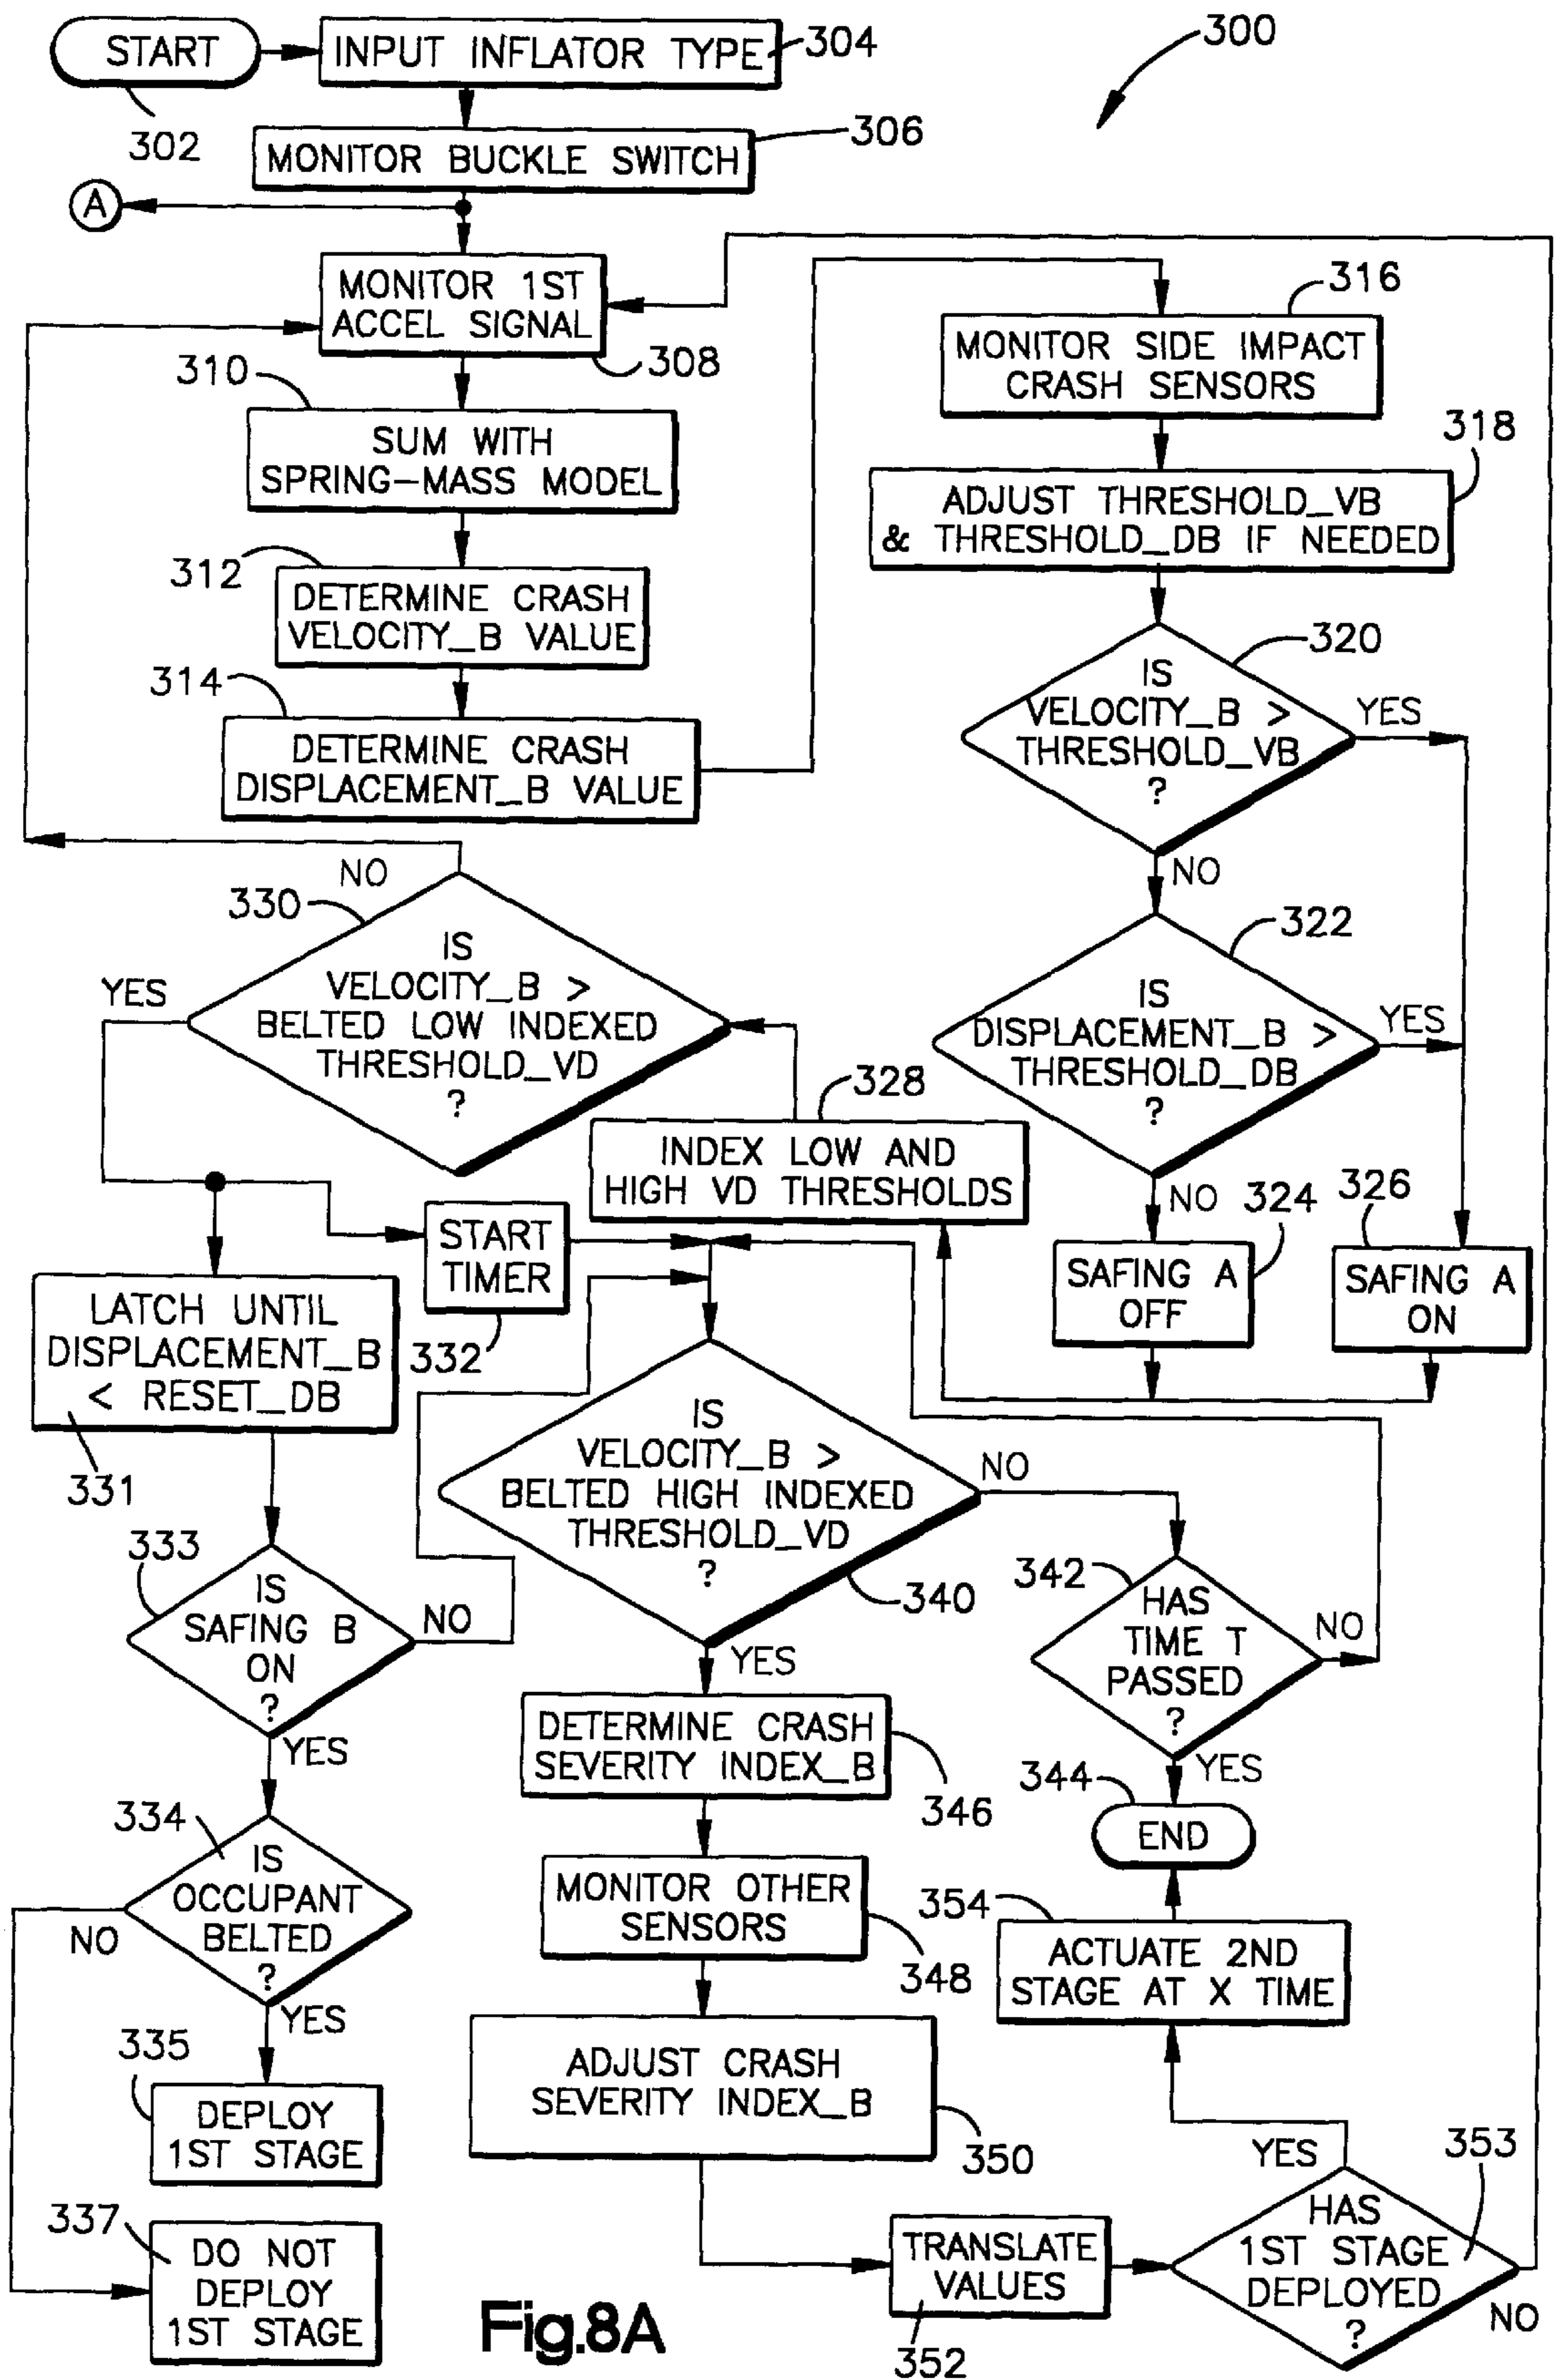 START
INPUT INFLATOR TYPE
304
300
302
306
MONITOR BUCKLE SWITCH
A
MONITOR 1ST
ACCEL SIGNAL
308
310
SUM WITH
SPRING-MASS MODEL
312
DETERMINE CRASH
VELOCITY_B VALUE
314
DETERMINE CRASH
DISPLACEMENT_B VALUE
316
MONITOR SIDE IMPACT
CRASH SENSORS
318
ADJUST THRESHOLD_VB
& THRESHOLD_DB IF NEEDED
320
IS
VELOCITY_B >
THRESHOLD_VB
?
YES
NO
322
IS
DISPLACEMENT_B >
THRESHOLD_DB
?
YES
NO
324
SAFING A
OFF
326
SAFING A
ON
328
INDEX LOW AND
HIGH VD THRESHOLDS
NO
330
IS
VELOCITY_B >
BELTED LOW INDEXED
THRESHOLD_VD
?
YES
START
TIMER
332
LATCH UNTIL
DISPLACEMENT_B
< RESET_DB
331
333
IS
SAFING B
ON
?
NO
YES
334
IS
OCCUPANT
BELTED
?
NO
YES
335
DEPLOY
1ST STAGE
337
DO NOT
DEPLOY
1ST STAGE
IS
VELOCITY_B >
BELTED HIGH INDEXED
THRESHOLD_VD
?
340
NO
YES
342
HAS
TIME T
PASSED
?
NO
YES
344
END
DETERMINE CRASH
SEVERITY INDEX_B
346
MONITOR OTHER
SENSORS
348
ADJUST CRASH
SEVERITY INDEX_B
350
TRANSLATE
VALUES
352
353
HAS
1ST STAGE
DEPLOYED
?
YES
NO
354
ACTUATE 2ND
STAGE AT X TIME
Fig.8A